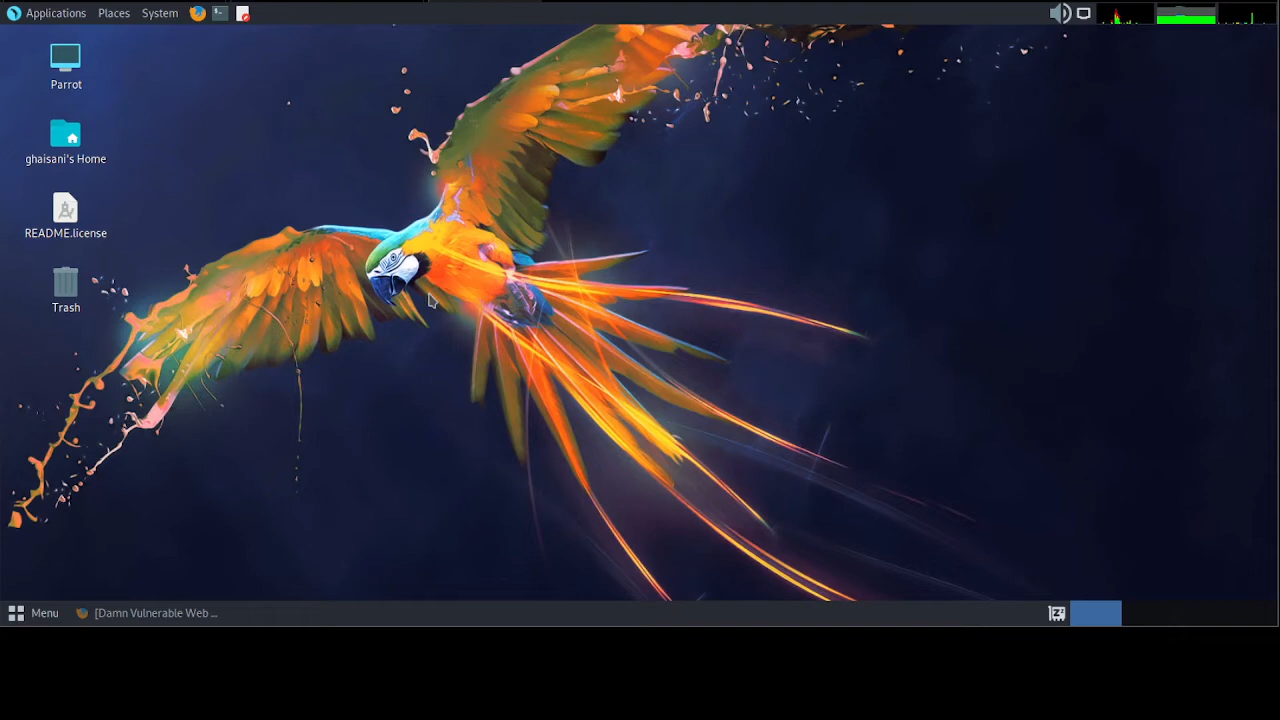 Applications Places System
Parrot
ghaisani's Home
README.license
Trash
Menu [Damn Vulnerable Web ...